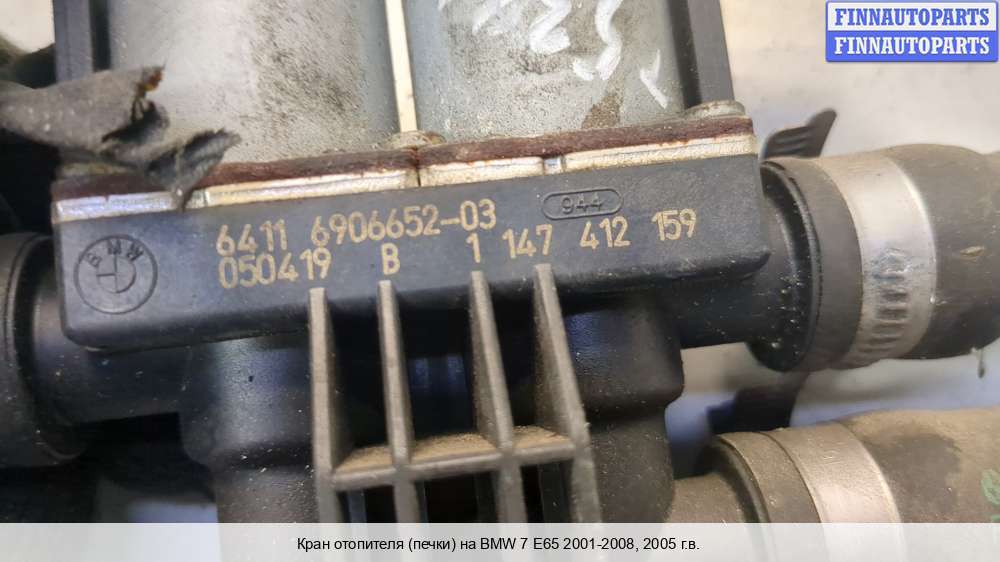 FINNAUTOPARTS
FINNAUTOPARTS
6411 6906652-03
944
050419 B 1 147 412 159
BMW
Кран отопителя (печки) на BMW 7 E65 2001-2008, 2005 г.в.